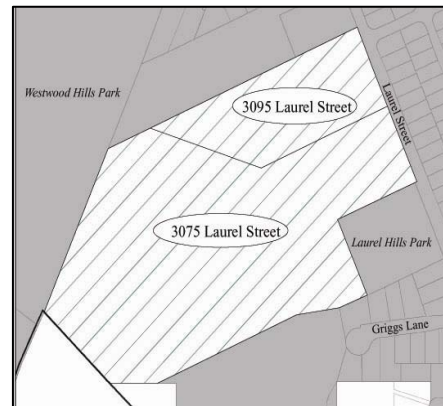 Westwood Hills Park
3095 Laurel Street
Laurel Street
3075 Laurel Street
Laurel Hills Park
Griggs Lane